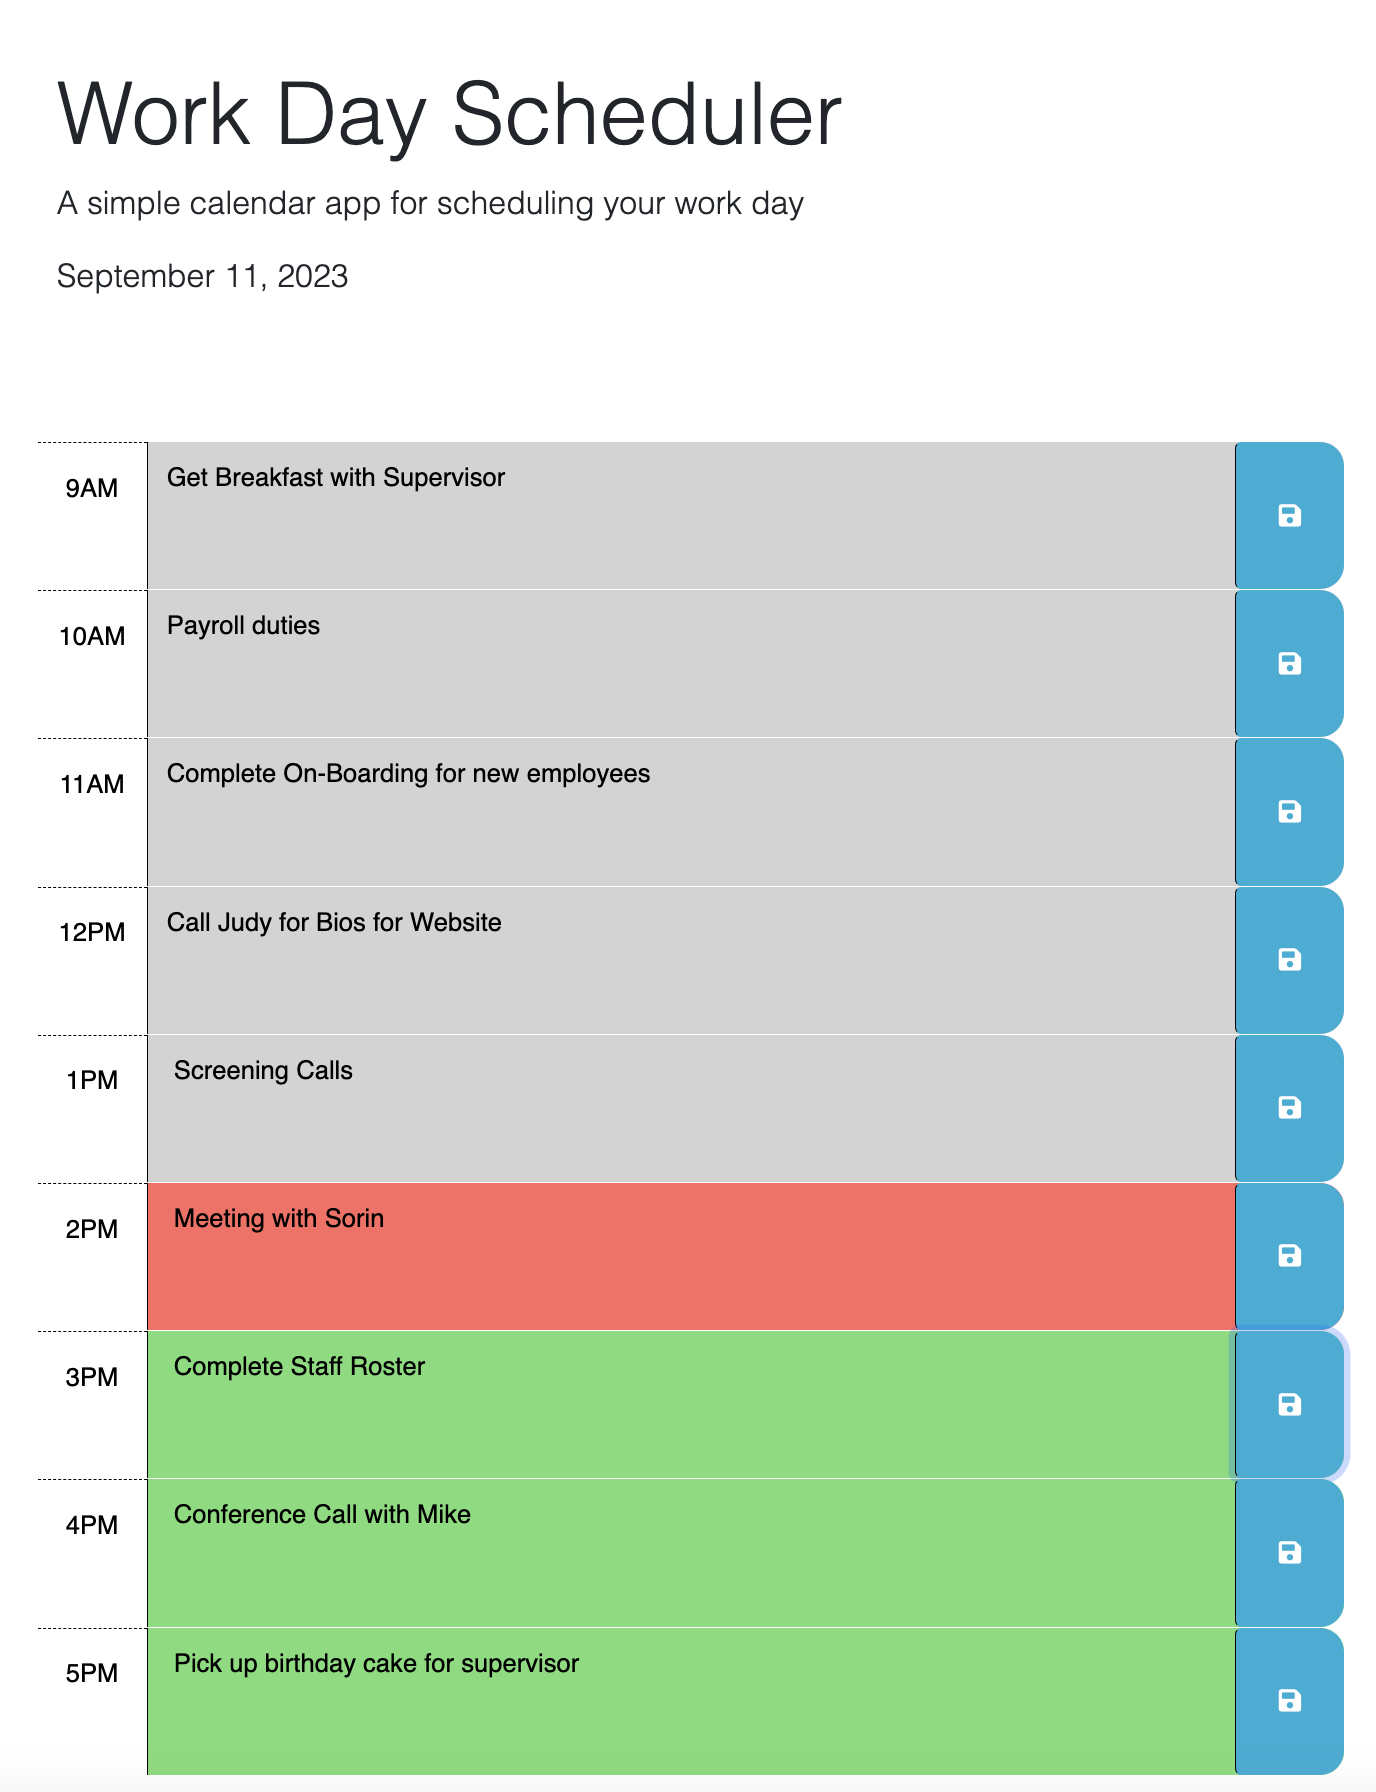 Work Day Scheduler
A simple calendar app for scheduling your work day
September 11, 2023
9AM
Get Breakfast with Supervisor
10AM
Payroll duties
11AM
Complete On-Boarding for new employees
12PM
Call Judy for Bios for Website
1PM
Screening Calls
2PM
Meeting with Sorin
3PM
Complete Staff Roster
4PM
Conference Call with Mike
5PM
Pick up birthday cake for supervisor